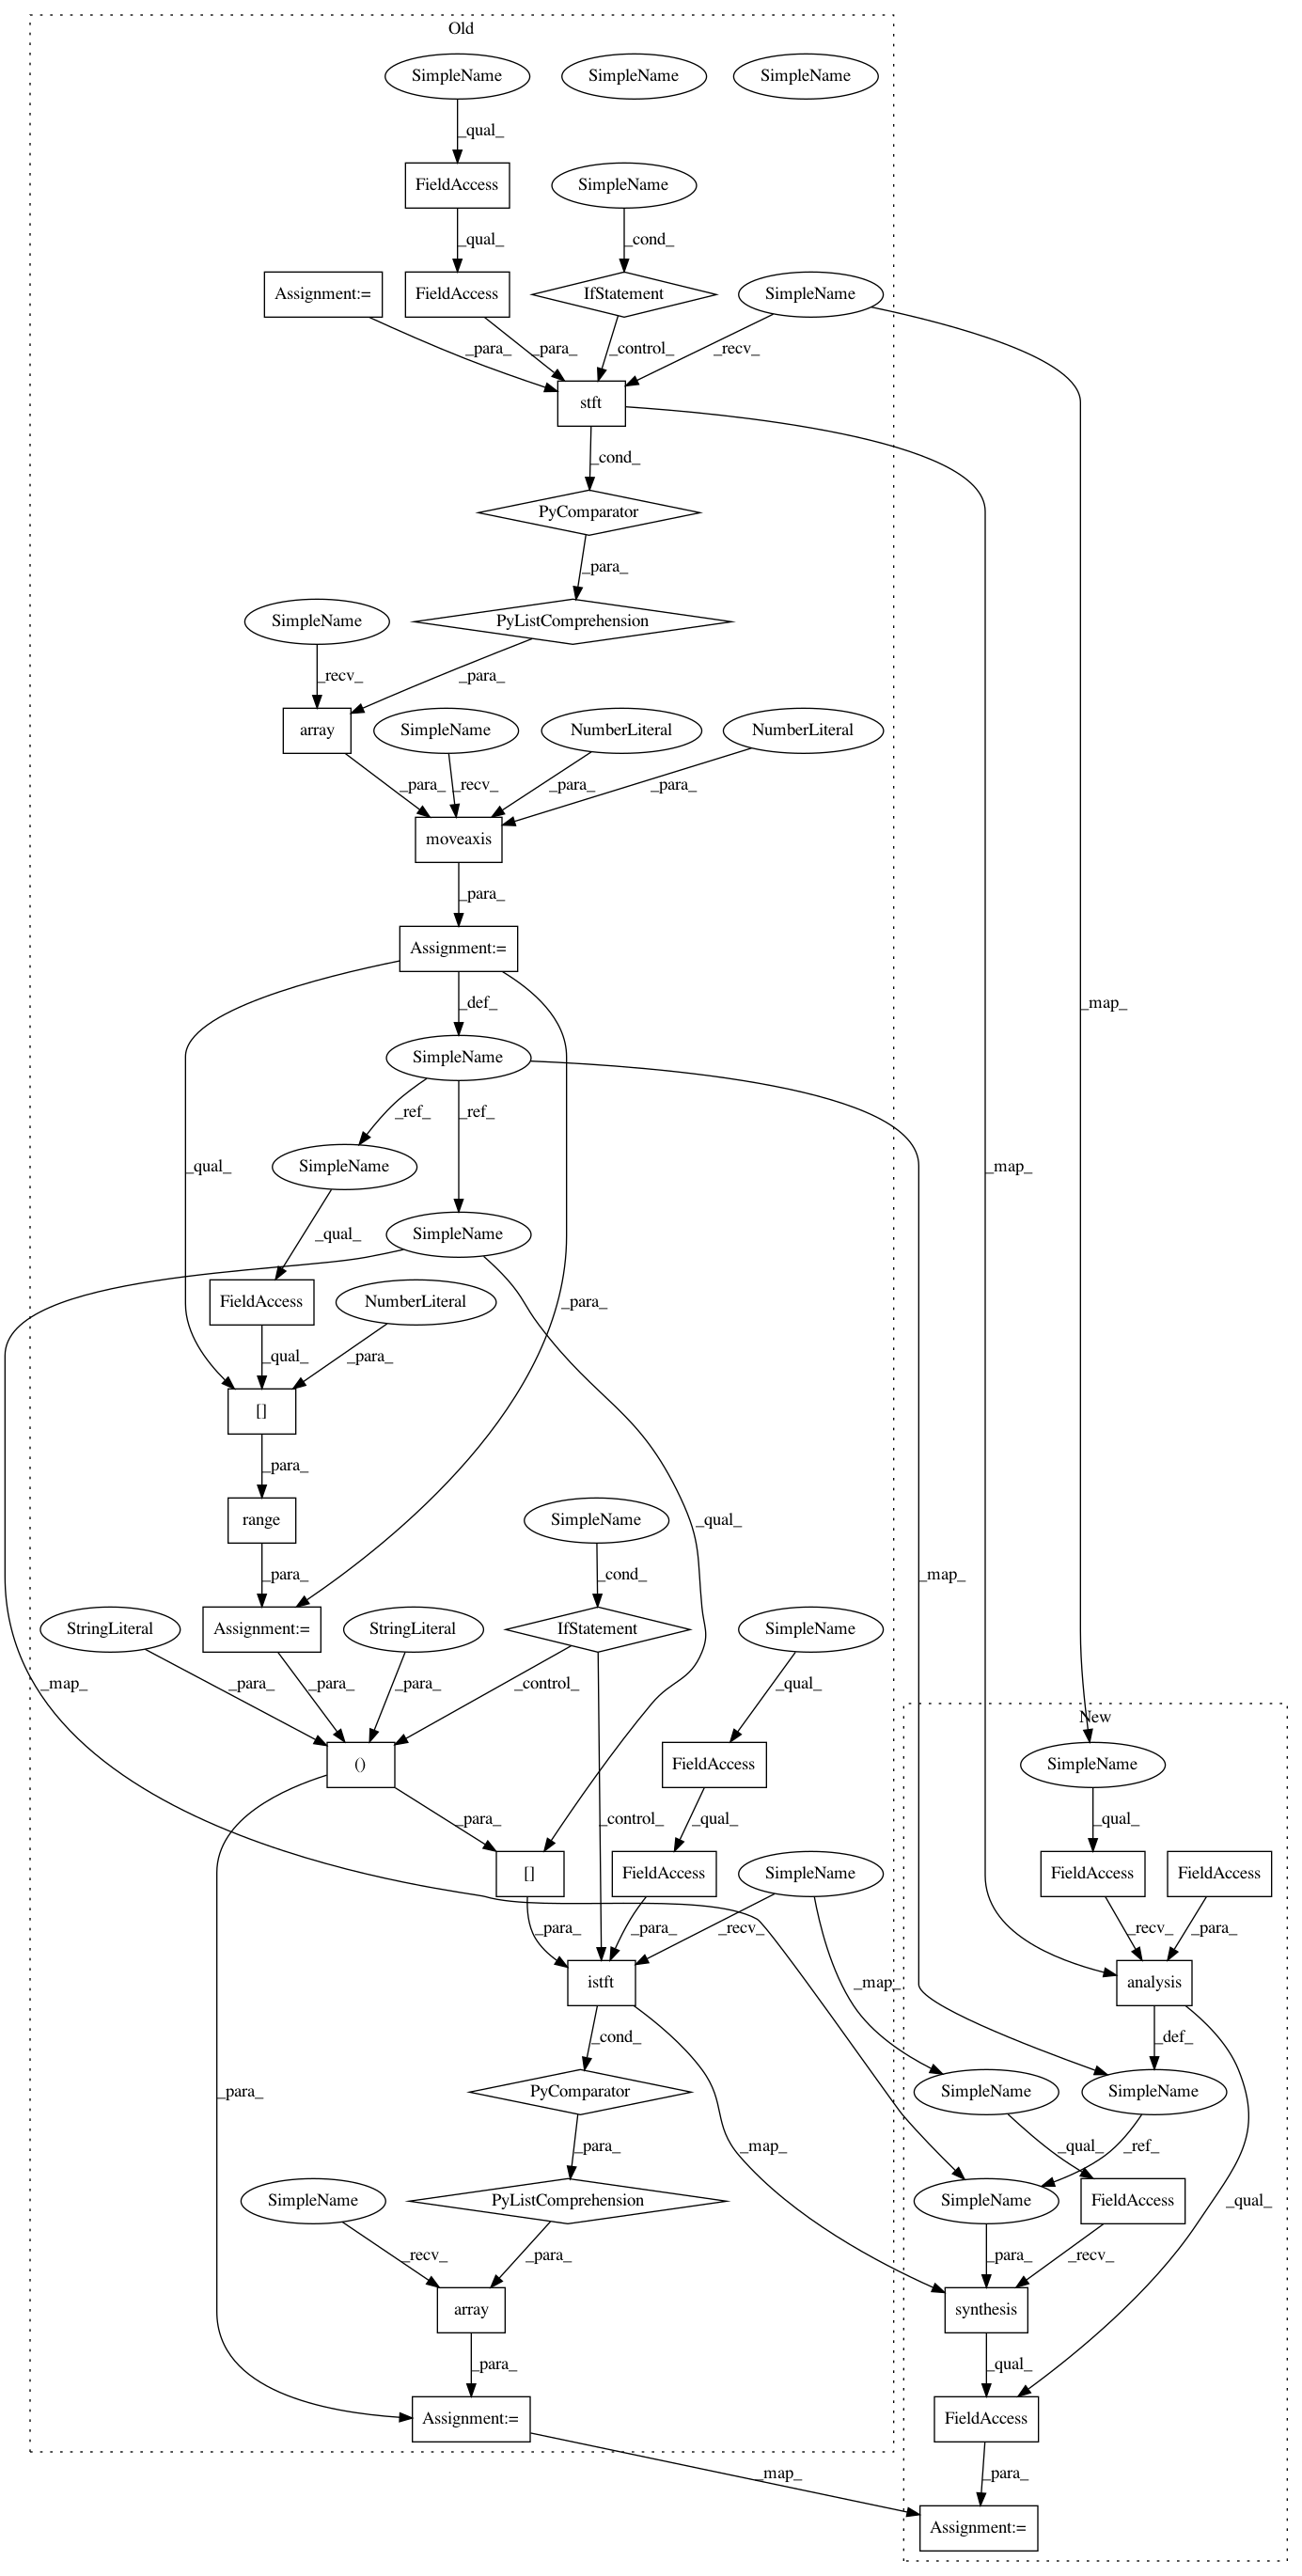 Old
SimpleName SimpleName SimpleName
_qual_
FieldAccess SimpleName
_qual_ _cond_
Assignment:= FieldAccess IfStatement SimpleName
_para_ _para_ _control_ _recv_
stft
_cond_
PyComparator
_para_
SimpleName PyListComprehension
_recv_ _para_
array SimpleName NumberLiteral NumberLiteral
_para_ _recv_ _para_ _para_
moveaxis
_para_
Assignment:=
_def_ _map_
SimpleName
_ref_ _ref_
SimpleName _qual_ _map_
SimpleName
_qual_
FieldAccess NumberLiteral _para_
_qual_ _para_
[]
_para_
range SimpleName _qual_
_para_ _cond_ _map_
StringLiteral Assignment:= StringLiteral IfStatement SimpleName
_map_ _para_ _para_ _para_ _control_ _qual_
New
() FieldAccess SimpleName
_para_ _control_ _qual_ _qual_
[] FieldAccess SimpleName FieldAccess FieldAccess
_para_ _para_ _recv_ _recv_ _para_
istft _map_ analysis
_cond_ _def_
_para_ PyComparator SimpleName SimpleName
_para_ _map_ _qual_ _ref_
SimpleName PyListComprehension SimpleName FieldAccess _qual_
_recv_ _para_ _para_ _recv_
array synthesis
_para_ _qual_
Assignment:= FieldAccess
_map_ _para_
Assignment:=